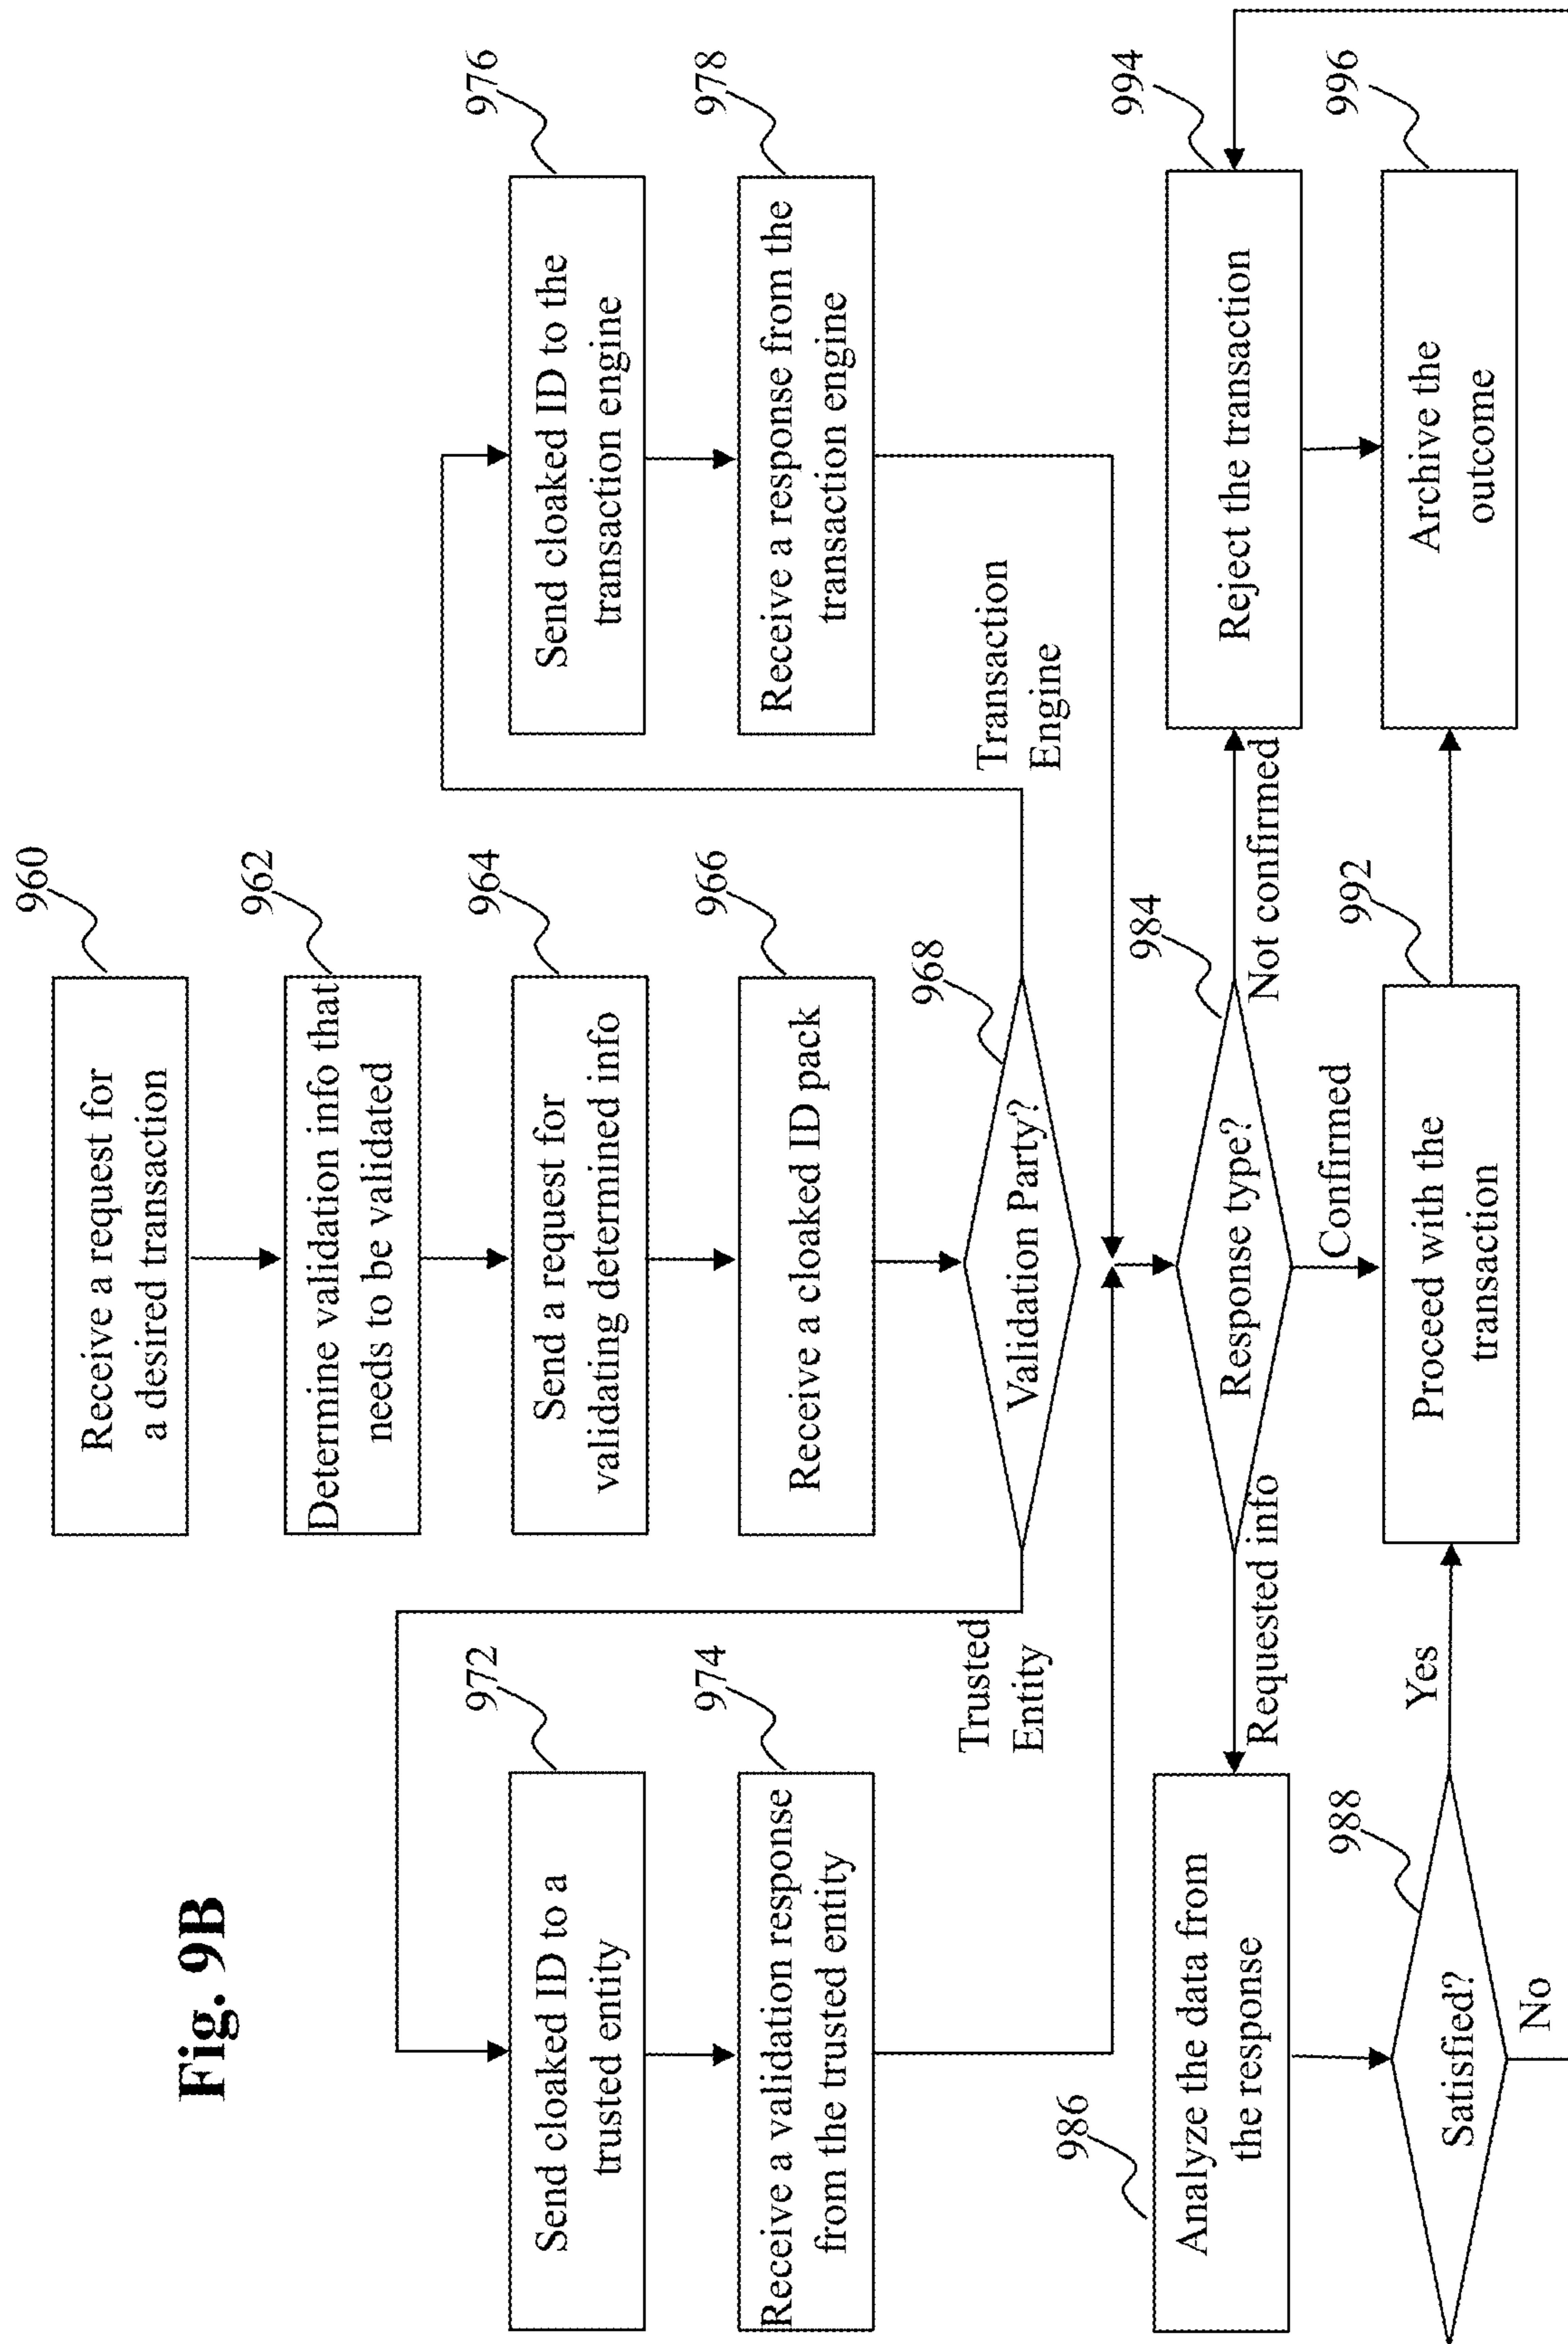 Fig. 9B
960
Receive a request for
a desired transaction
962
Determine validation info that
needs to be validated
964
Send a request for
validating determined info
966
Receive a cloaked ID pack
968
Validation Party?
Trusted
Entity
Transaction
Engine
972
Send cloaked ID to a
trusted entity
974
Receive a validation response
from the trusted entity
976
Send cloaked ID to the
transaction engine
978
Receive a response from the
transaction engine
984
Response type?
Requested info
Confirmed
Not confirmed
986
Analyze the data from
the response
988
Satisfied?
Yes
No
992
Proceed with the
transaction
994
Reject the transaction
996
Archive the
outcome